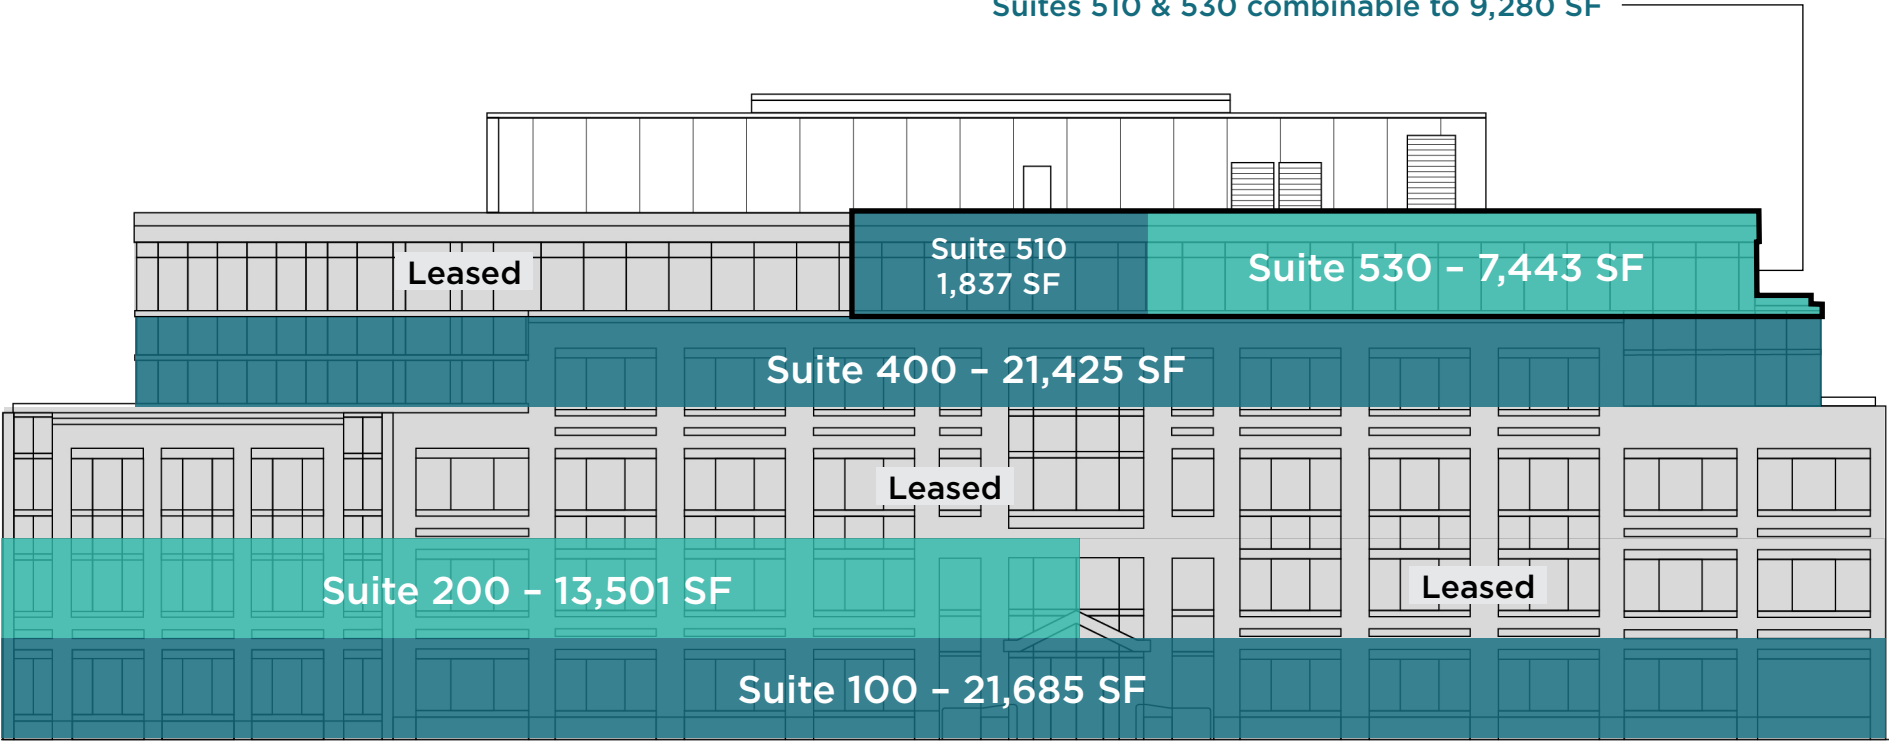 Suites 510 & 530 combinable to 9,280 SF
Suite 510
1,837 SF
Suite 530 – 7,443 SF
Leased
Suite 400 – 21,425 SF
Leased
Suite 200 – 13,501 SF
Leased
Suite 100 – 21,685 SF